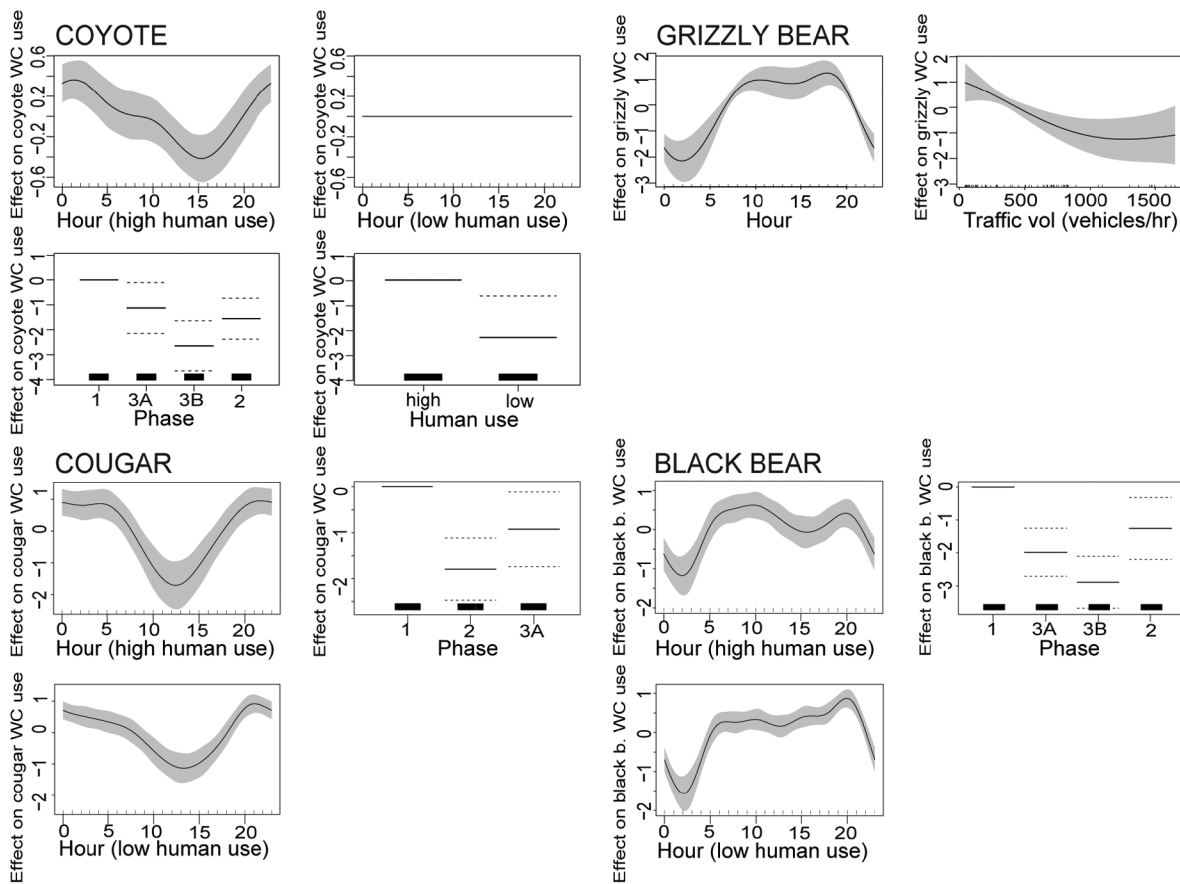 COYOTE
Effect on coyote WC use
0.6
0.2
−0.2
−0.6
0 5 10 15 20
Hour (high human use)
Effect on coyote WC use
0.6
0.2
−0.2
−0.6
0 5 10 15 20
Hour (low human use)
GRIZZLY BEAR
Effect on grizzly WC use
2
1
0
−1
−2
−3
0 5 10 15 20
Hour
Effect on grizzly WC use
2
1
0
−1
−2
−3
0 500 1000 1500
Traffic vol (vehicles/hr)
Effect on coyote WC use
0
−1
−2
−3
−4
1 3A 3B 2
Phase
Effect on coyote WC use
0
−1
−2
−3
−4
high low
Human use
COUGAR
Effect on cougar WC use
1
0
−1
−2
0 5 10 15 20
Hour (high human use)
Effect on cougar WC use
0
−1
−2
1 2 3A
Phase
BLACK BEAR
Effect on black b. WC use
1
0
−1
−2
0 5 10 15 20
Hour (high human use)
Effect on black b. WC use
0
−1
−2
−3
1 3A 3B 2
Phase
Effect on cougar WC use
1
0
−1
−2
0 5 10 15 20
Hour (low human use)
Effect on black b. WC use
1
0
−1
−2
0 5 10 15 20
Hour (low human use)